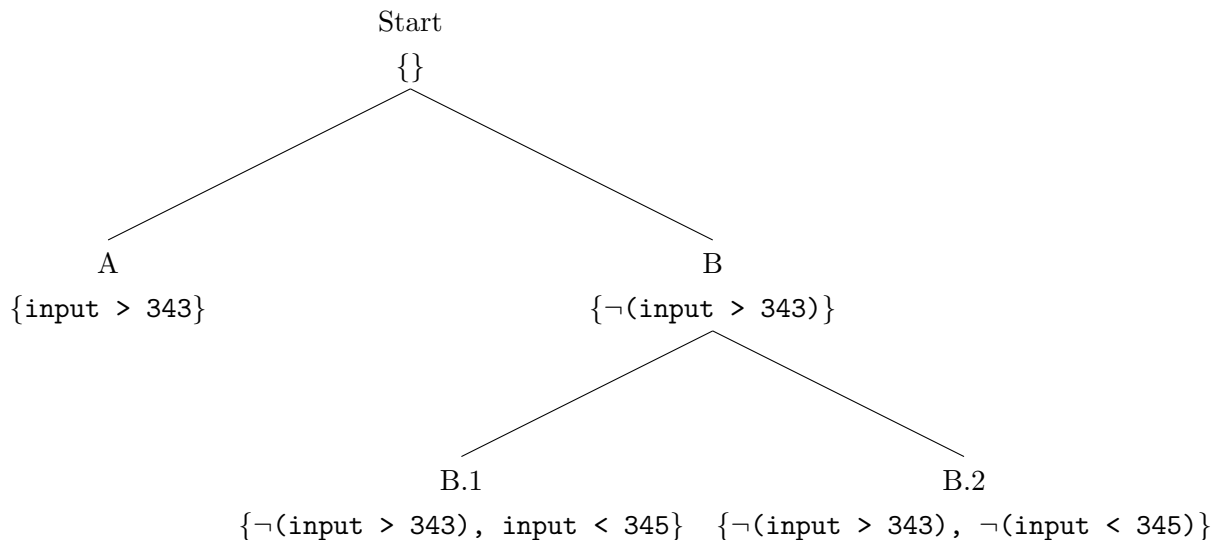 Start
{}
A
B
{input > 343}
{¬(input > 343)}
B.1
B.2
{¬(input > 343), input < 345}
{¬(input > 343), ¬(input < 345)}